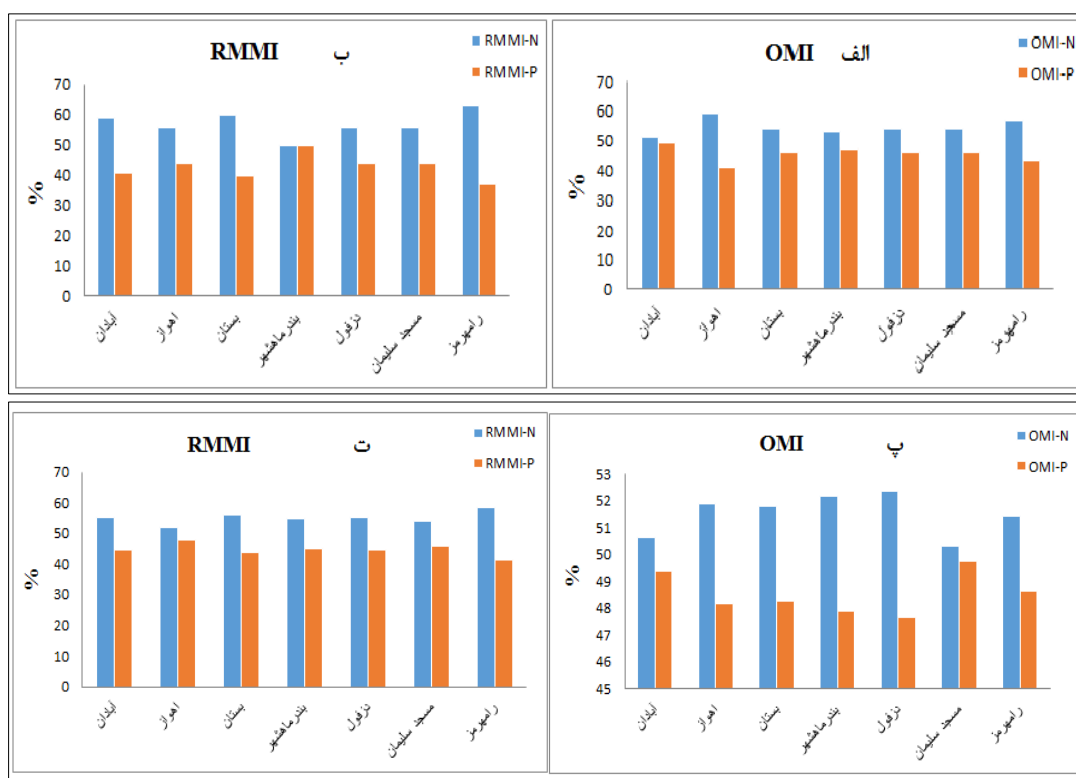 الف OMI
OMI-N
OMI-P
70
60
50
40
30
20
10
0
%
آبادان
اهواز
بستان
بندرماهشهر
دزفول
مسجد سلیمان
رامهرمز
ب RMMI
RMMI-N
RMMI-P
70
60
50
40
30
20
10
0
%
آبادان
اهواز
بستان
بندرماهشهر
دزفول
مسجد سلیمان
رامهرمز
پ OMI
OMI-N
OMI-P
53
52
51
50
49
48
47
46
45
%
آبادان
اهواز
بستان
بندرماهشهر
دزفول
مسجد سلیمان
رامهرمز
ت RMMI
RMMI-N
RMMI-P
70
60
50
40
30
20
10
0
%
آبادان
اهواز
بستان
بندرماهشهر
دزفول
مسجد سلیمان
رامهرمز